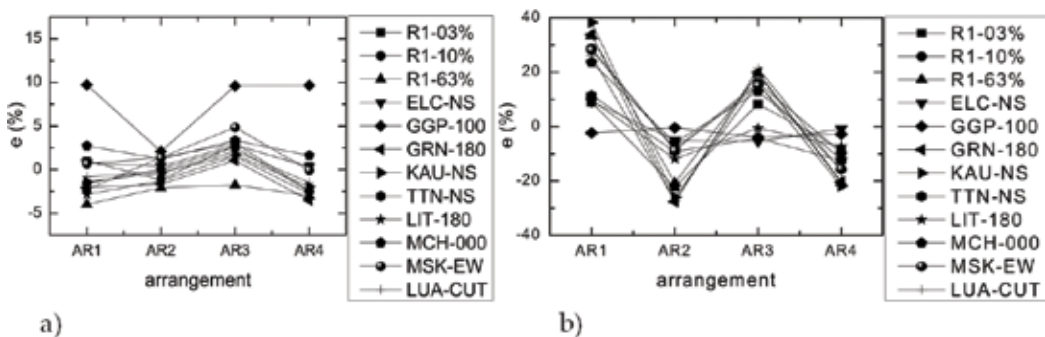 15
10
5
0
-5
e (%)
AR1 AR2 AR3 AR4
arrangement
R1-03%
R1-10%
R1-63%
ELC-NS
GGP-100
GRN-180
KAU-NS
TTN-NS
LIT-180
MCH-000
MSK-EW
LUA-CUT
a)
40
20
0
-20
-40
e (%)
AR1 AR2 AR3 AR4
arrangement
R1-03%
R1-10%
R1-63%
ELC-NS
GGP-100
GRN-180
KAU-NS
TTN-NS
LIT-180
MCH-000
MSK-EW
LUA-CUT
b)